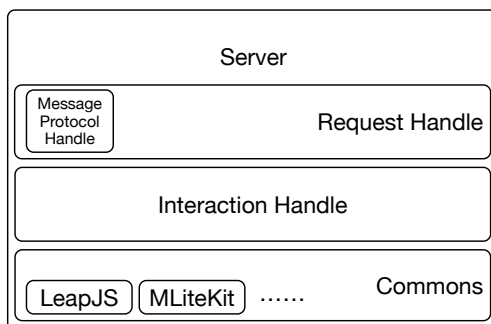 Server
Message
Protocol
Handle
Request Handle
Interaction Handle
Commons
LeapJS MLiteKit ......